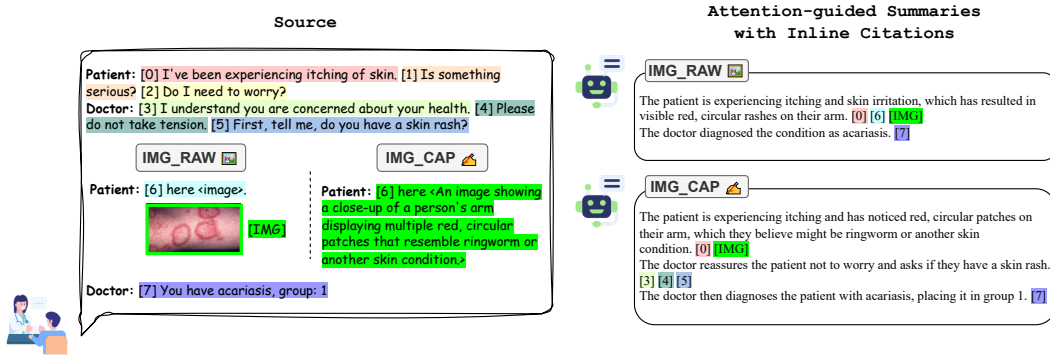 Source
Patient: [0] I've been experiencing itching of skin. [1] Is something
serious? [2] Do I need to worry?
Doctor: [3] I understand you are concerned about your health. [4] Please
do not take tension. [5] First, tell me, do you have a skin rash?
IMG_RAW
Patient: [6] here <image>.
[IMG]
IMG_CAP
Patient: [6] here <An image showing
a close-up of a person's arm
displaying multiple red, circular
patches that resemble ringworm or
another skin condition.>
Doctor: [7] You have acariasis, group: 1
Attention-guided Summaries
with Inline Citations
IMG_RAW
The patient is experiencing itching and skin irritation, which has resulted in
visible red, circular rashes on their arm. [0] [6] [IMG]
The doctor diagnosed the condition as acariasis. [7]
IMG_CAP
The patient is experiencing itching and has noticed red, circular patches on
their arm, which they believe might be ringworm or another skin
condition. [0] [IMG]
The doctor reassures the patient not to worry and asks if they have a skin rash.
[3] [4] [5]
The doctor then diagnoses the patient with acariasis, placing it in group 1. [7]